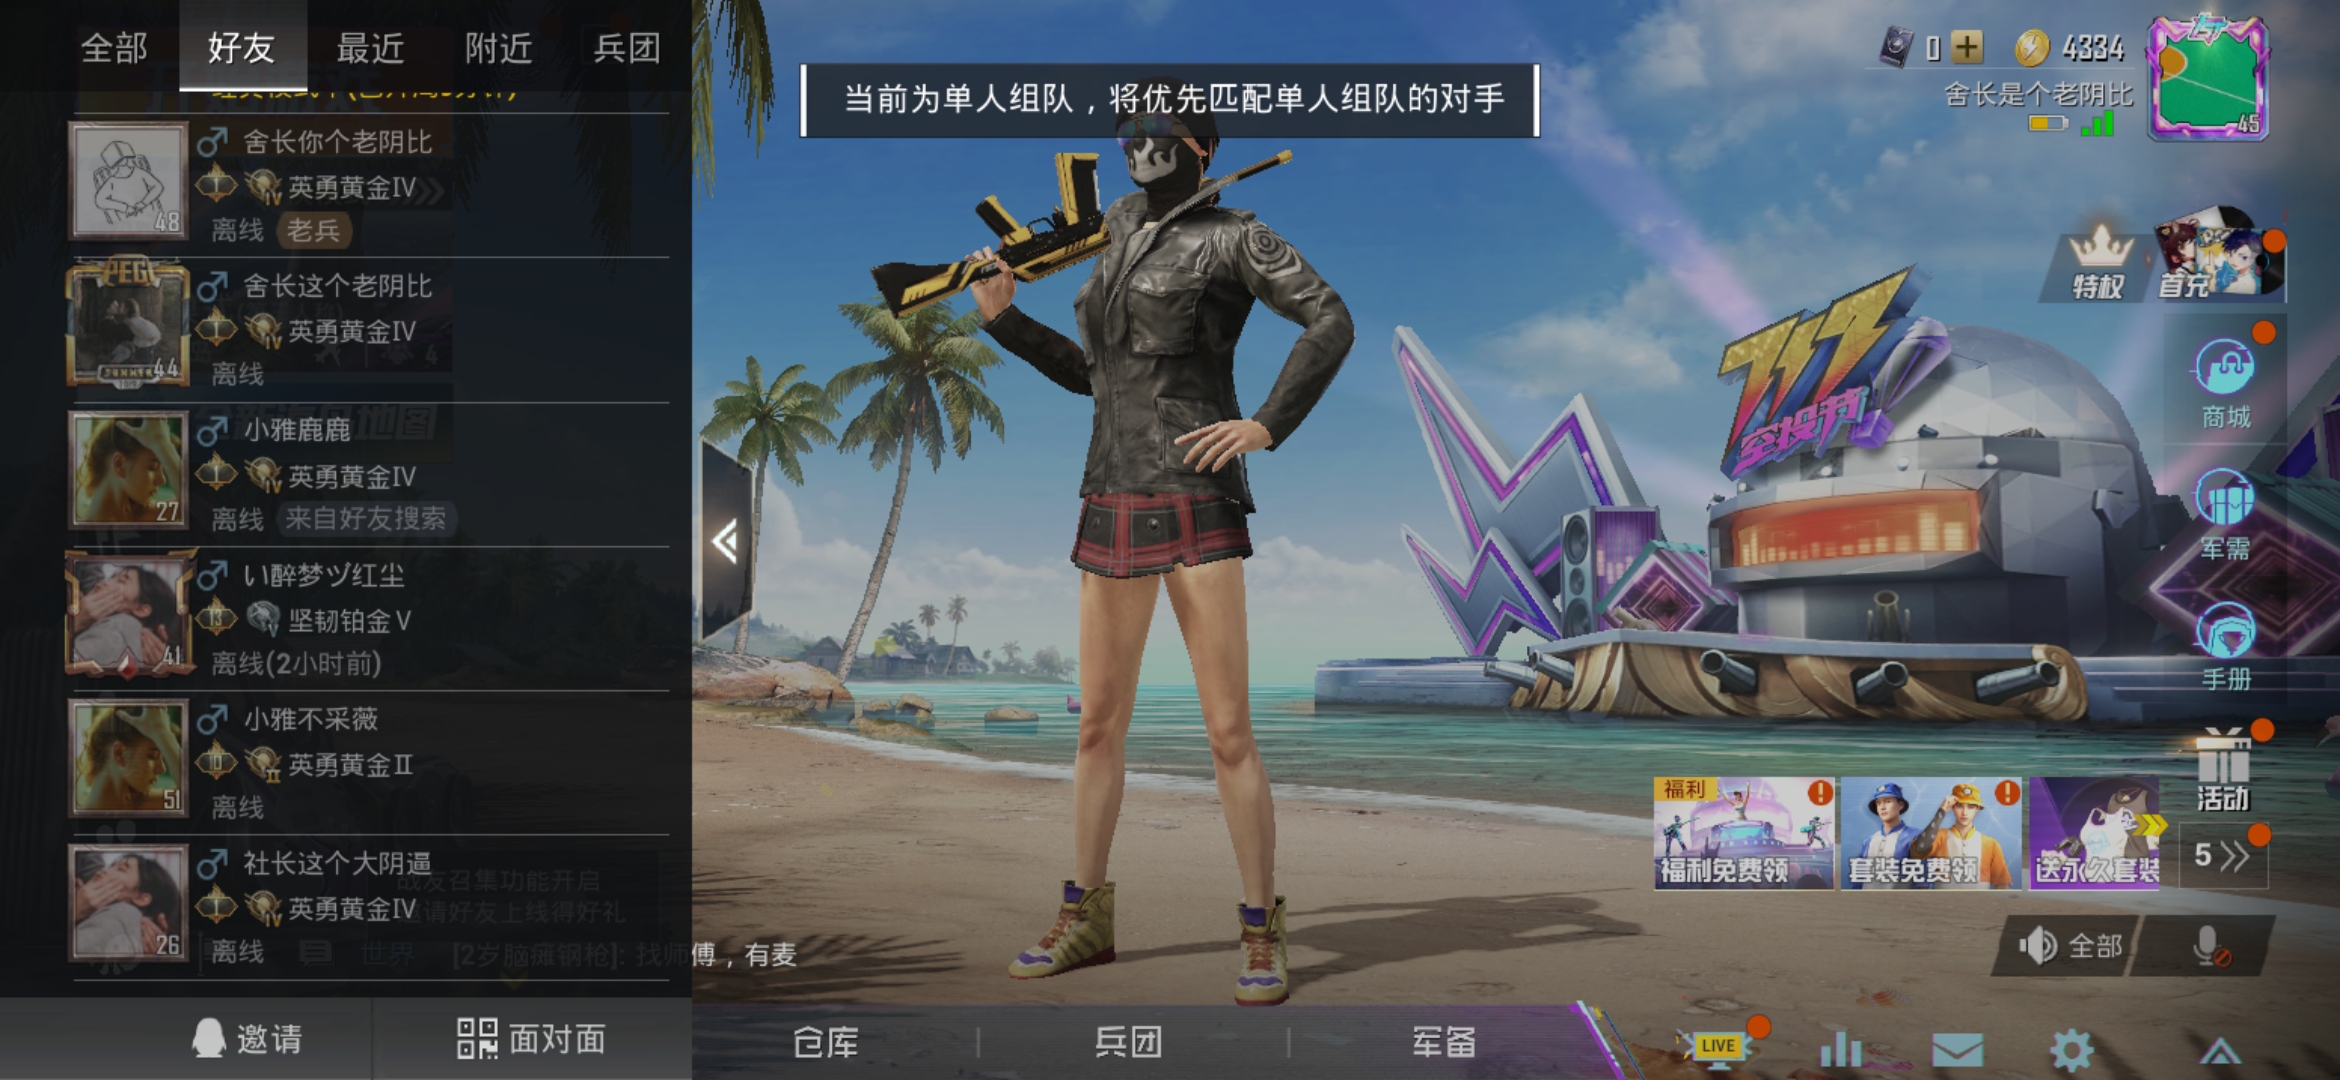 全部
好友
最近
附近
兵团
舍长你个老阴比
英勇黄金Ⅳ
48
离线
老兵
舍长这个老阴比
英勇黄金Ⅳ
44
离线
小雅鹿鹿
英勇黄金Ⅳ
27
离线
来自好友搜索
い醉梦ヅ红尘
13
坚韧铂金Ⅴ
41
离线(2小时前)
小雅不采薇
10
英勇黄金Ⅱ
51
离线
社长这个大阴逼
英勇黄金Ⅳ
26
离线
战友召集功能开启
邀请好友上线得好礼
世界
[2岁脑瘫钢枪]: 找师傅，有麦
邀请
面对面
当前为单人组队，将优先匹配单人组队的对手
0
4334
舍长是个老阴比
45
特权
首充
717
空投节
商城
军需
手册
活动
福利
福利免费领
套装免费领
送永久套装
5
全部
仓库
兵团
军备
LIVE